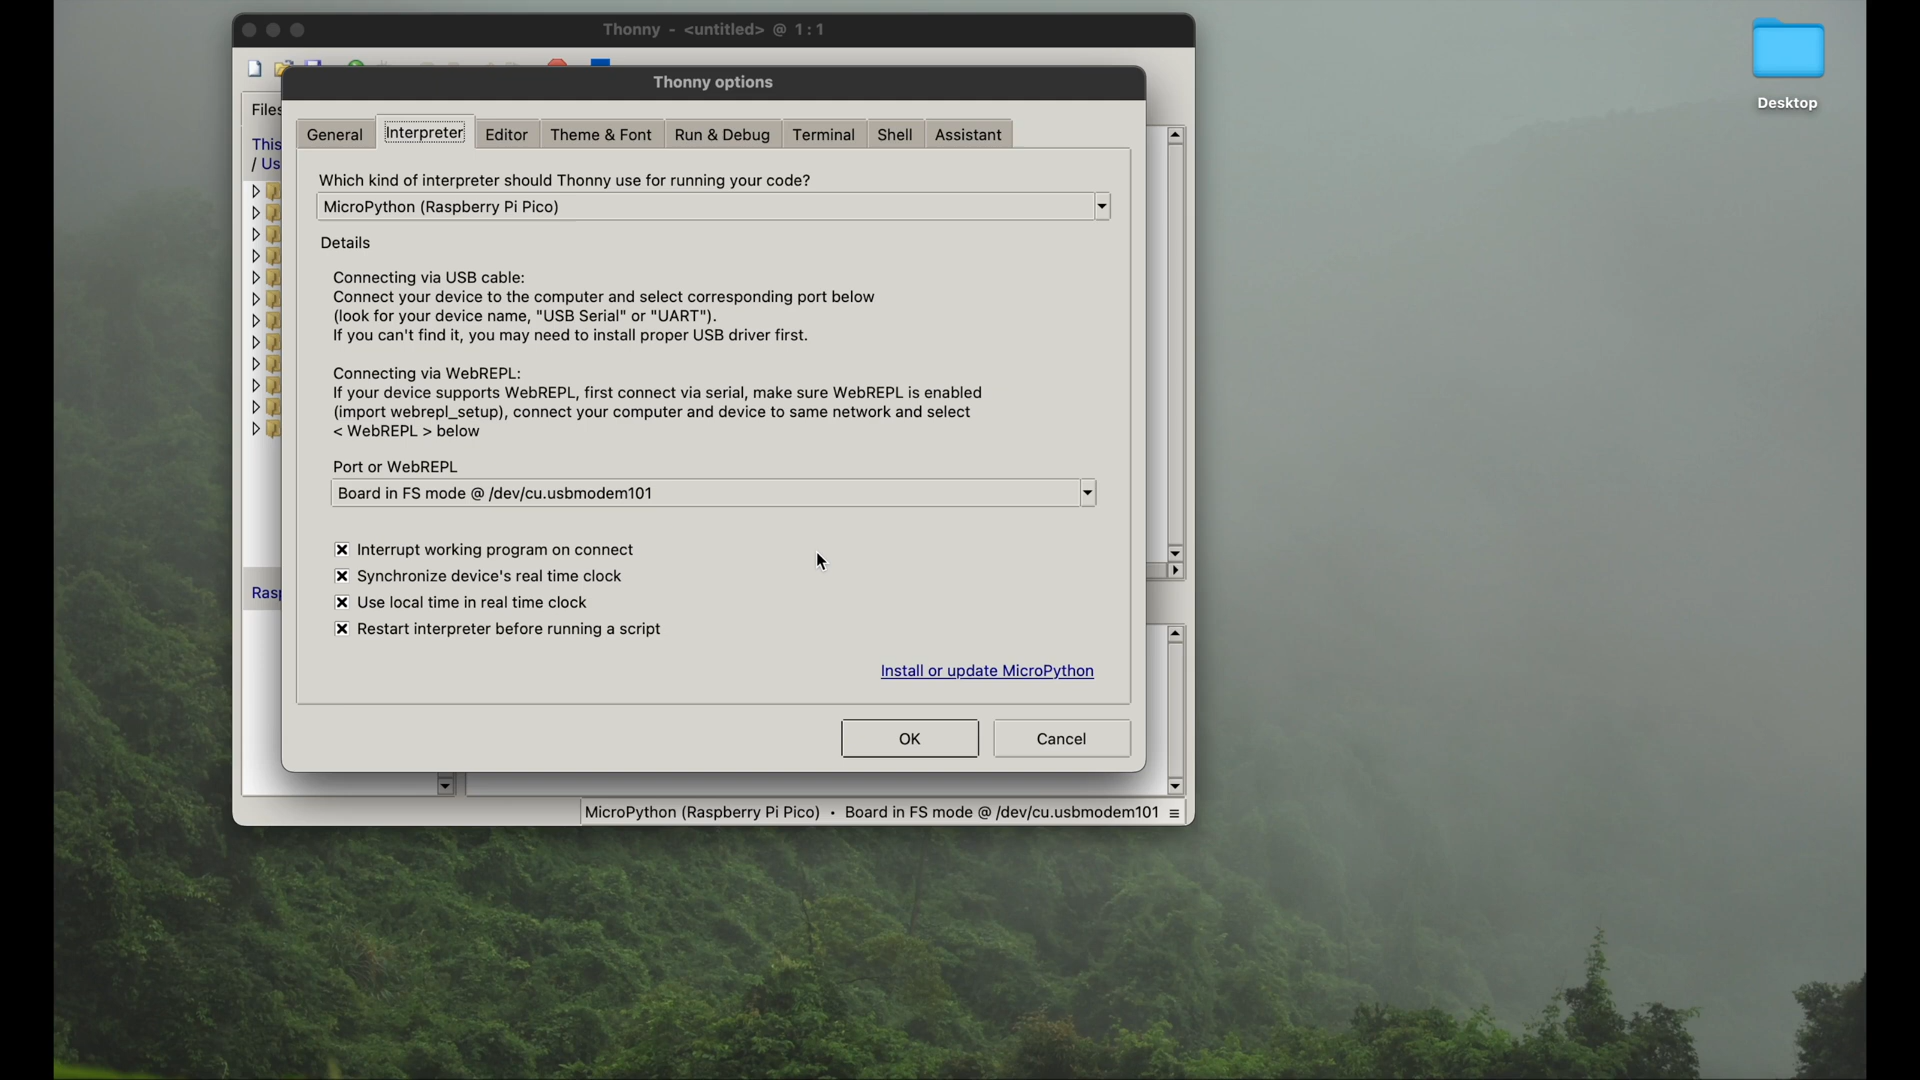 Thonny - <untitled> @ 1:1
Thonny options
Files
General Interpreter Editor Theme & Font Run & Debug Terminal Shell Assistant
This
/ Us
Which kind of interpreter should Thonny use for running your code?
MicroPython (Raspberry Pi Pico)
Details
Connecting via USB cable:
Connect your device to the computer and select corresponding port below
(look for your device name, "USB Serial" or "UART").
If you can't find it, you may need to install proper USB driver first.
Connecting via WebREPL:
If your device supports WebREPL, first connect via serial, make sure WebREPL is enabled
(import webrepl_setup), connect your computer and device to same network and select
< WebREPL > below
Port or WebREPL
Board in FS mode @ /dev/cu.usbmodem101
Interrupt working program on connect
Synchronize device's real time clock
Use local time in real time clock
Rasp
Restart interpreter before running a script
Install or update MicroPython
OK Cancel
MicroPython (Raspberry Pi Pico) • Board in FS mode @ /dev/cu.usbmodem101 ≡
Desktop